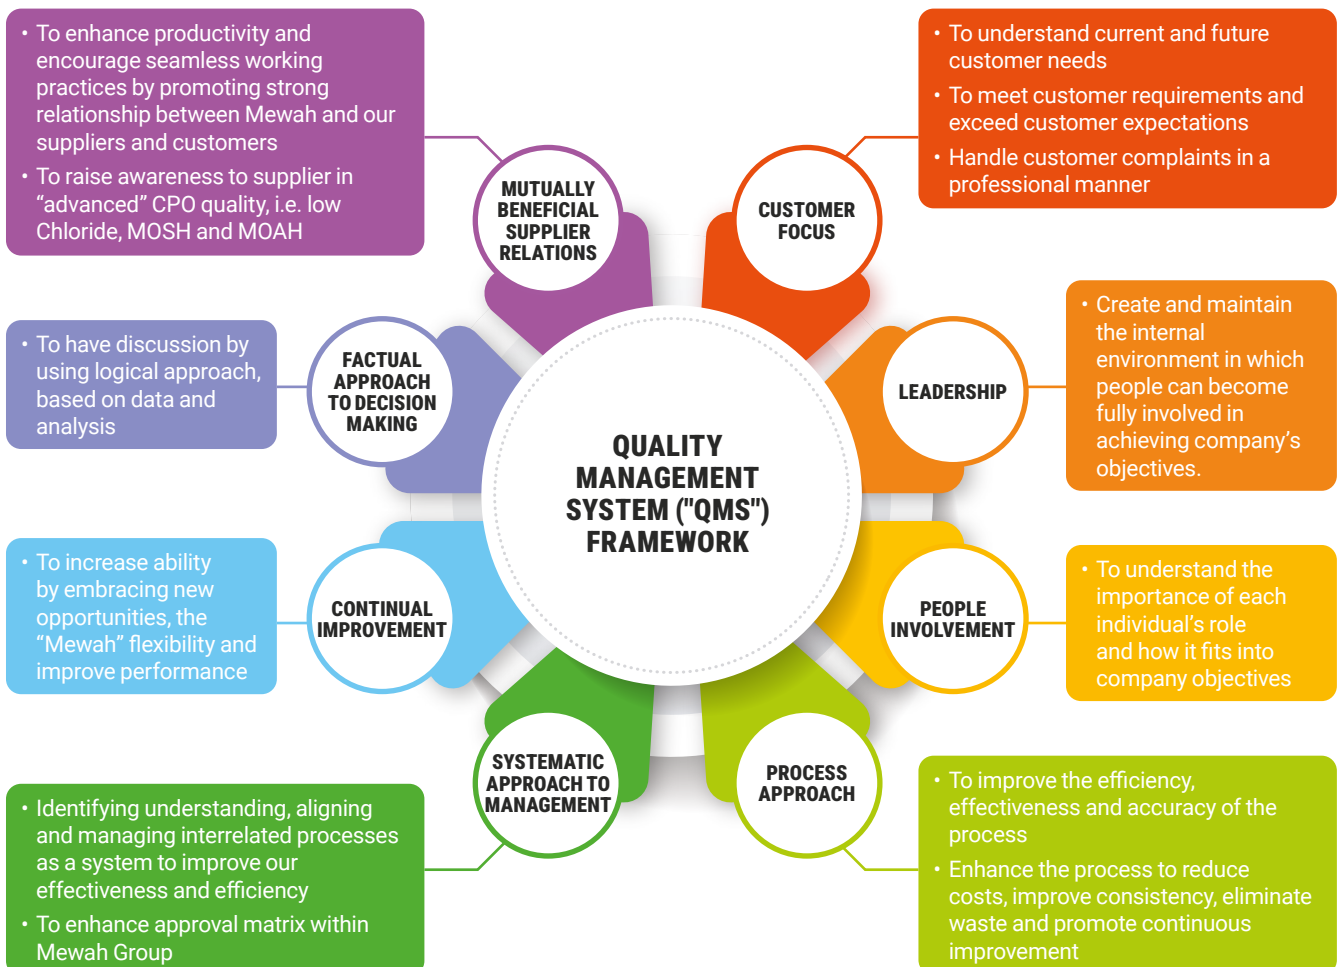 • To enhance productivity and
encourage seamless working
practices by promoting strong
relationship between Mewah and our
suppliers and customers
• To raise awareness to supplier in
“advanced” CPO quality, i.e. low
Chloride, MOSH and MOAH
MUTUALLY
BENEFICIAL
SUPPLIER
RELATIONS
CUSTOMER
FOCUS
• To understand current and future
customer needs
• To meet customer requirements and
exceed customer expectations
• Handle customer complaints in a
professional manner
• To have discussion by
using logical approach,
based on data and
analysis
FACTUAL
APPROACH
TO DECISION
MAKING
LEADERSHIP
• Create and maintain
the internal
environment in which
people can become
fully involved in
achieving company’s
objectives.
QUALITY
MANAGEMENT
SYSTEM ("QMS")
FRAMEWORK
• To increase ability
by embracing new
opportunities, the
“Mewah” flexibility and
improve performance
CONTINUAL
IMPROVEMENT
PEOPLE
INVOLVEMENT
• To understand the
importance of each
individual’s role
and how it fits into
company objectives
• Identifying understanding, aligning
and managing interrelated processes
as a system to improve our
effectiveness and efficiency
• To enhance approval matrix within
Mewah Group
SYSTEMATIC
APPROACH TO
MANAGEMENT
PROCESS
APPROACH
• To improve the efficiency,
effectiveness and accuracy of the
process
• Enhance the process to reduce
costs, improve consistency, eliminate
waste and promote continuous
improvement